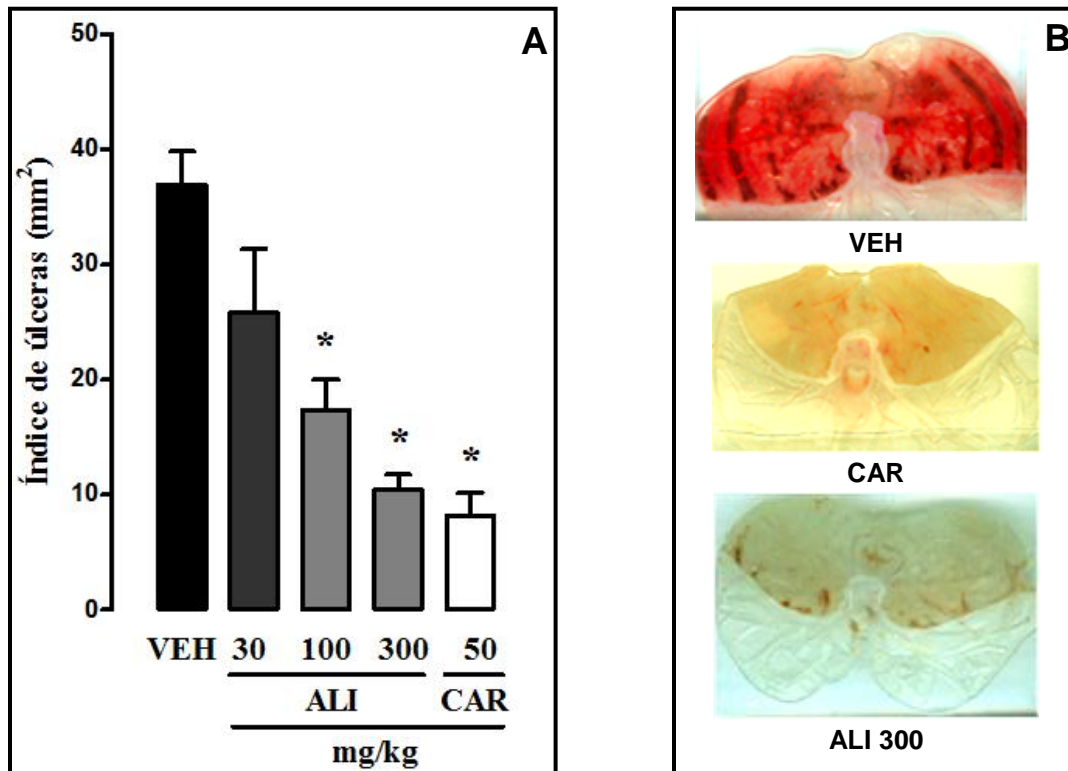 A
50
40
30
20
10
0
Índice de úlceras (mm²)
*
*
*
VEH 30 100 300 50
ALI CAR
mg/kg
B
VEH
CAR
ALI 300